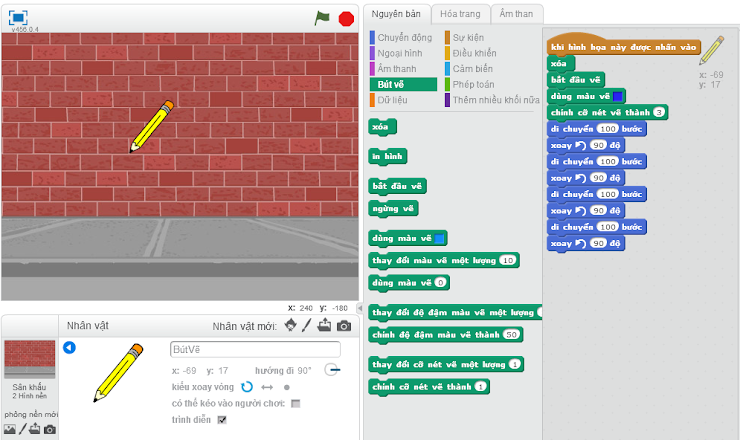 v456.0.4
x: 240 y: -180
Nhân vật
Nhân vật mới:
Sân khấu
2 Hình nền
phông nền mới
BútVẽ
x: -69 y: 17 hướng đi 90°
kiểu xoay vòng
có thể kéo vào người chơi:
trình diễn
Nguyên bản
Hóa trang
Âm than
Chuyển động
Ngoại hình
Âm thanh
Bút vẽ
Dữ liệu
Sự kiện
Điều khiển
Cảm biến
Phép toán
Thêm nhiều khối nữa
xóa
in hình
bắt đầu vẽ
ngừng vẽ
dùng màu vẽ
thay đổi màu vẽ một lượng 10
dùng màu vẽ 0
thay đổi độ đậm màu vẽ một lượng
chỉnh độ đậm màu vẽ thành 50
thay đổi cỡ nét vẽ một lượng 1
chỉnh cỡ nét vẽ thành 1
khi hình họa này được nhấn vào
xóa
bắt đầu vẽ
dùng màu vẽ
chỉnh cỡ nét vẽ thành 3
di chuyển 100 bước
xoay 90 độ
di chuyển 100 bước
xoay 90 độ
di chuyển 100 bước
xoay 90 độ
di chuyển 100 bước
xoay 90 độ
x: -69
y: 17